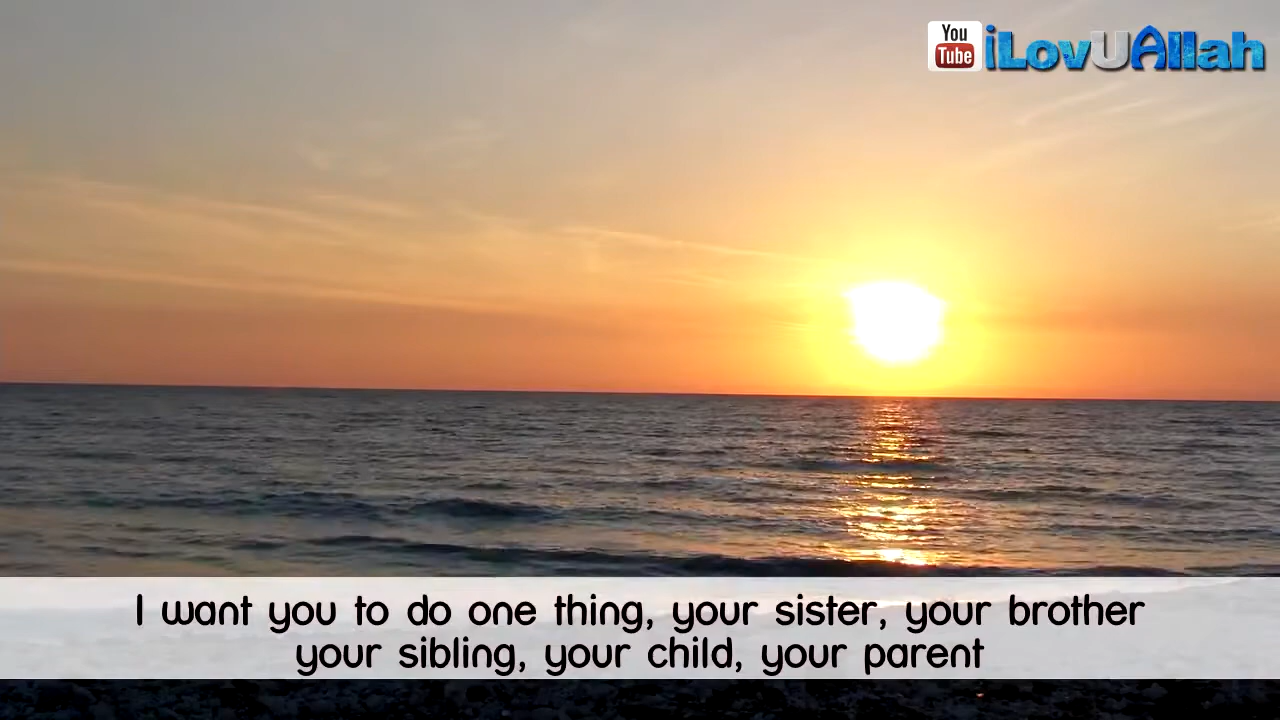 You
Tube
iLovUAllah
I want you to do one thing, your sister, your brother
your sibling, your child, your parent